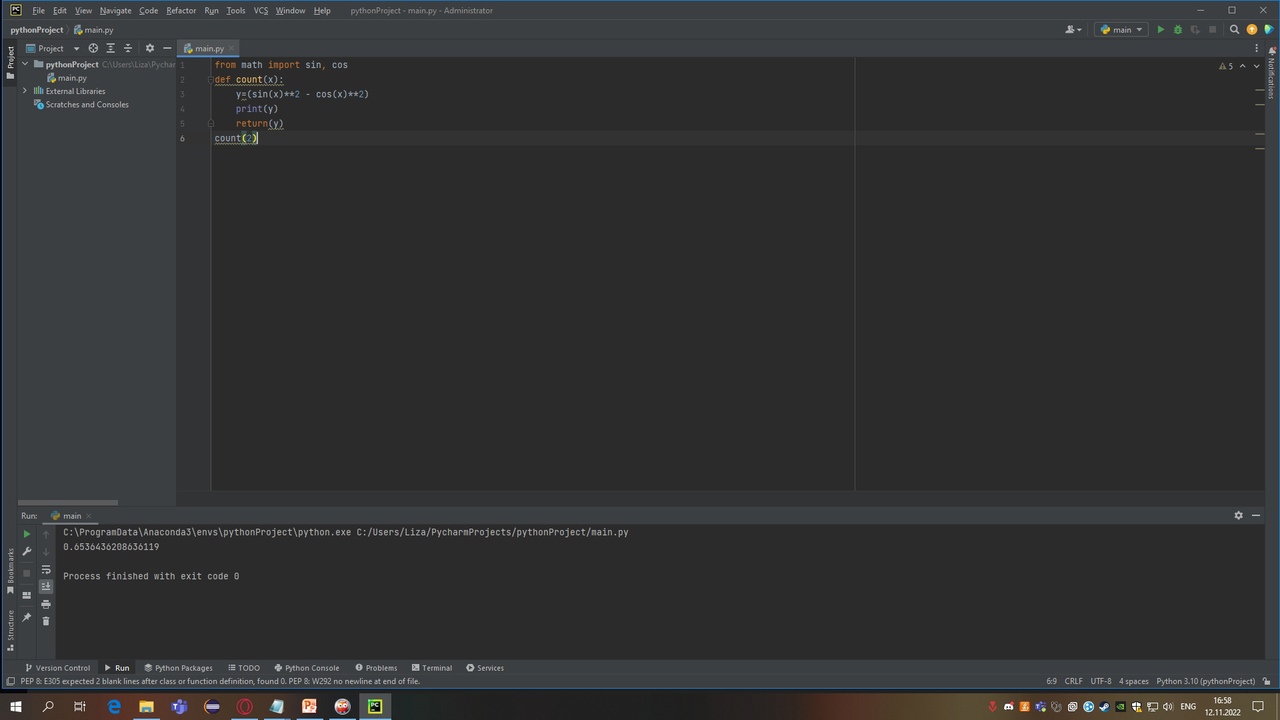 File Edit View Navigate Code Refactor Run Tools VCS Window Help pythonProject - main.py - Administrator
pythonProject main.py main
Project main.py
pythonProject C:\Users\Liza\Pychar
main.py
External Libraries
Scratches and Consoles
Project
Notifications
5
1 from math import sin, cos
2 def count(x):
3 y=(sin(x)**2 - cos(x)**2)
4 print(y)
5 return(y)
6 count(2)
Run: main
C:\ProgramData\Anaconda3\envs\pythonProject\python.exe C:/Users/Liza/PycharmProjects/pythonProject/main.py
0.6536436208636119
Process finished with exit code 0
Bookmarks
Structure
Version Control Run Python Packages TODO Python Console Problems Terminal Services
PEP 8: E305 expected 2 blank lines after class or function definition, found 0. PEP 8: W292 no newline at end of file. 6:9 CRLF UTF-8 4 spaces Python 3.10 (pythonProject)
ENG 16:58
12.11.2022